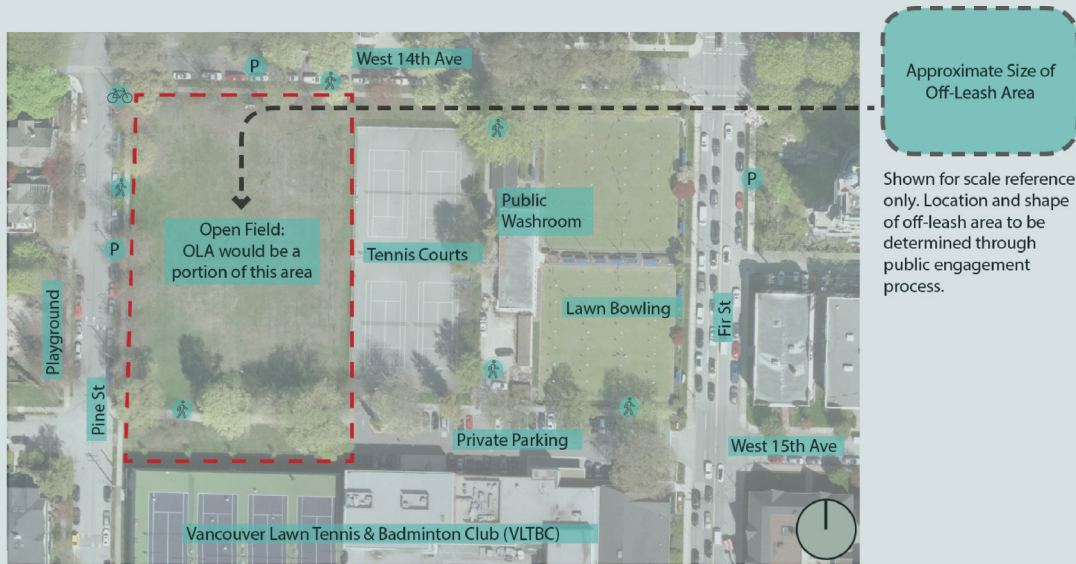 West 14th Ave
P
Approximate Size of
Off-Leash Area
Shown for scale reference
only. Location and shape
of off-leash area to be
determined through
public engagement
process.
P
Public
Washroom
Open Field:
OLA would be a
portion of this area
Tennis Courts
P
Playground
Pine St
Lawn Bowling
Fir St
Private Parking
West 15th Ave
Vancouver Lawn Tennis & Badminton Club (VLTBC)